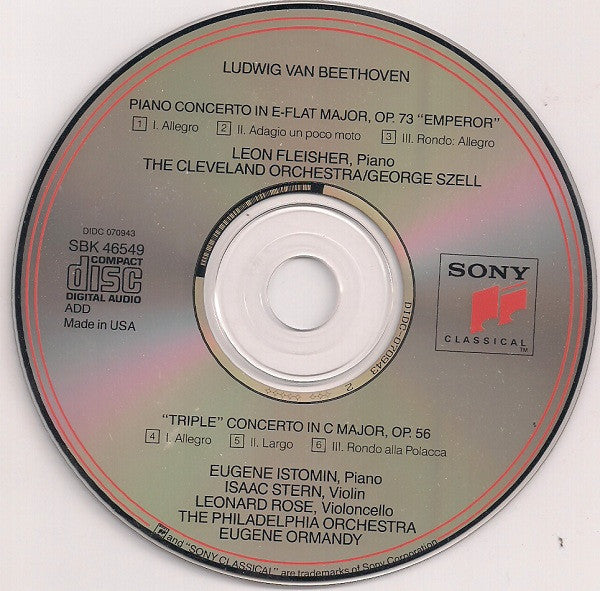 LUDWIG VAN BEETHOVEN
PIANO CONCERTO IN E-FLAT MAJOR, OP. 73 "EMPEROR"
1 I. Allegro 2 II. Adagio un poco moto 3 III. Rondo: Allegro
LEON FLEISHER, Piano
THE CLEVELAND ORCHESTRA/GEORGE SZELL
DIDC 070943
SBK 46549
COMPACT
disc
DIGITAL AUDIO
ADD
Made in USA
SONY
CLASSICAL
TM
DIDC-070943 2
"TRIPLE" CONCERTO IN C MAJOR, OP. 56
4 I. Allegro 5 II. Largo 6 III. Rondo alla Polacca
EUGENE ISTOMIN, Piano
ISAAC STERN, Violin
LEONARD ROSE, Violoncello
THE PHILADELPHIA ORCHESTRA
EUGENE ORMANDY
and "SONY CLASSICAL" are trademarks of Sony Corporation